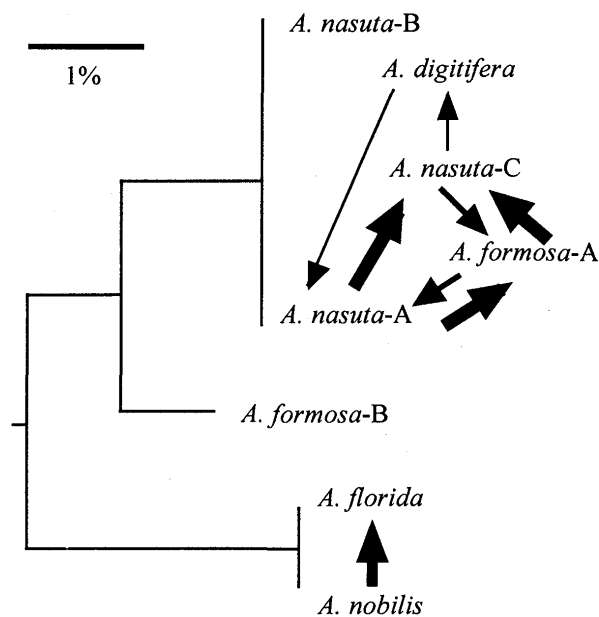 A. nasuta-B
A. digitifera
1%
A. nasuta-C
A. formosa-A
A. nasuta-A
A. formosa-B
A. florida
A. nobilis